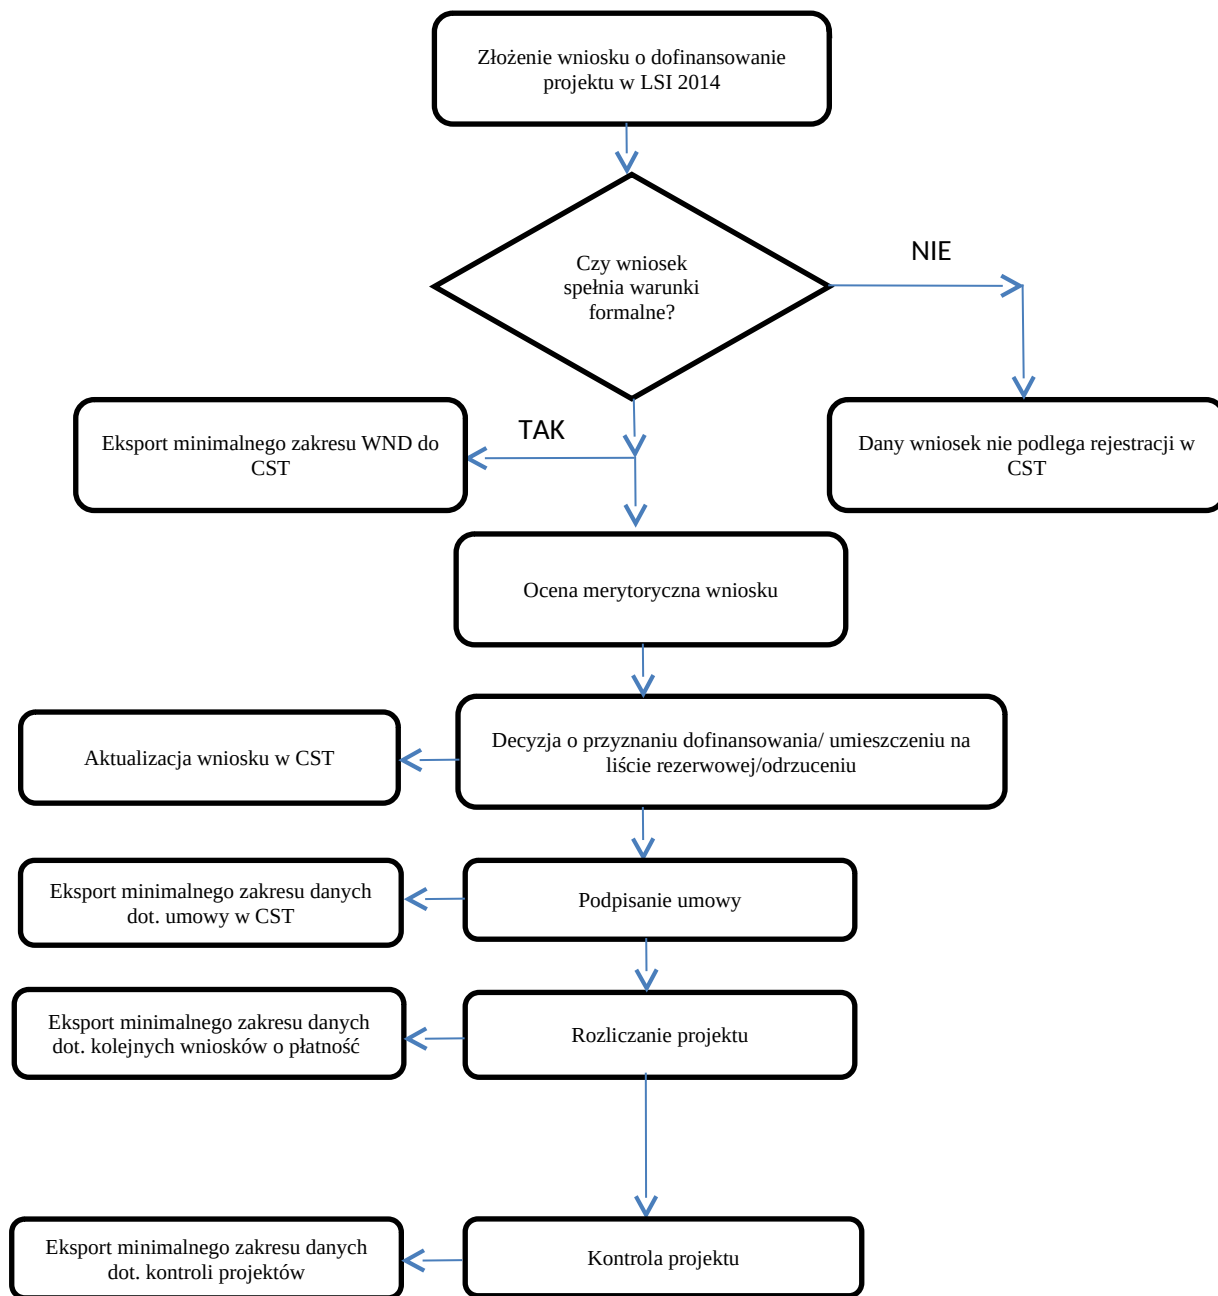 Złożenie wniosku o dofinansowanie
projektu w LSI 2014
Czy wniosek
spełnia warunki
formalne?
NIE
TAK
Eksport minimalnego zakresu WND do
CST
Dany wniosek nie podlega rejestracji w
CST
Ocena merytoryczna wniosku
Decyzja o przyznaniu dofinansowania/ umieszczeniu na
liście rezerwowej/odrzuceniu
Aktualizacja wniosku w CST
Podpisanie umowy
Eksport minimalnego zakresu danych
dot. umowy w CST
Rozliczanie projektu
Eksport minimalnego zakresu danych
dot. kolejnych wniosków o płatność
Kontrola projektu
Eksport minimalnego zakresu danych
dot. kontroli projektów